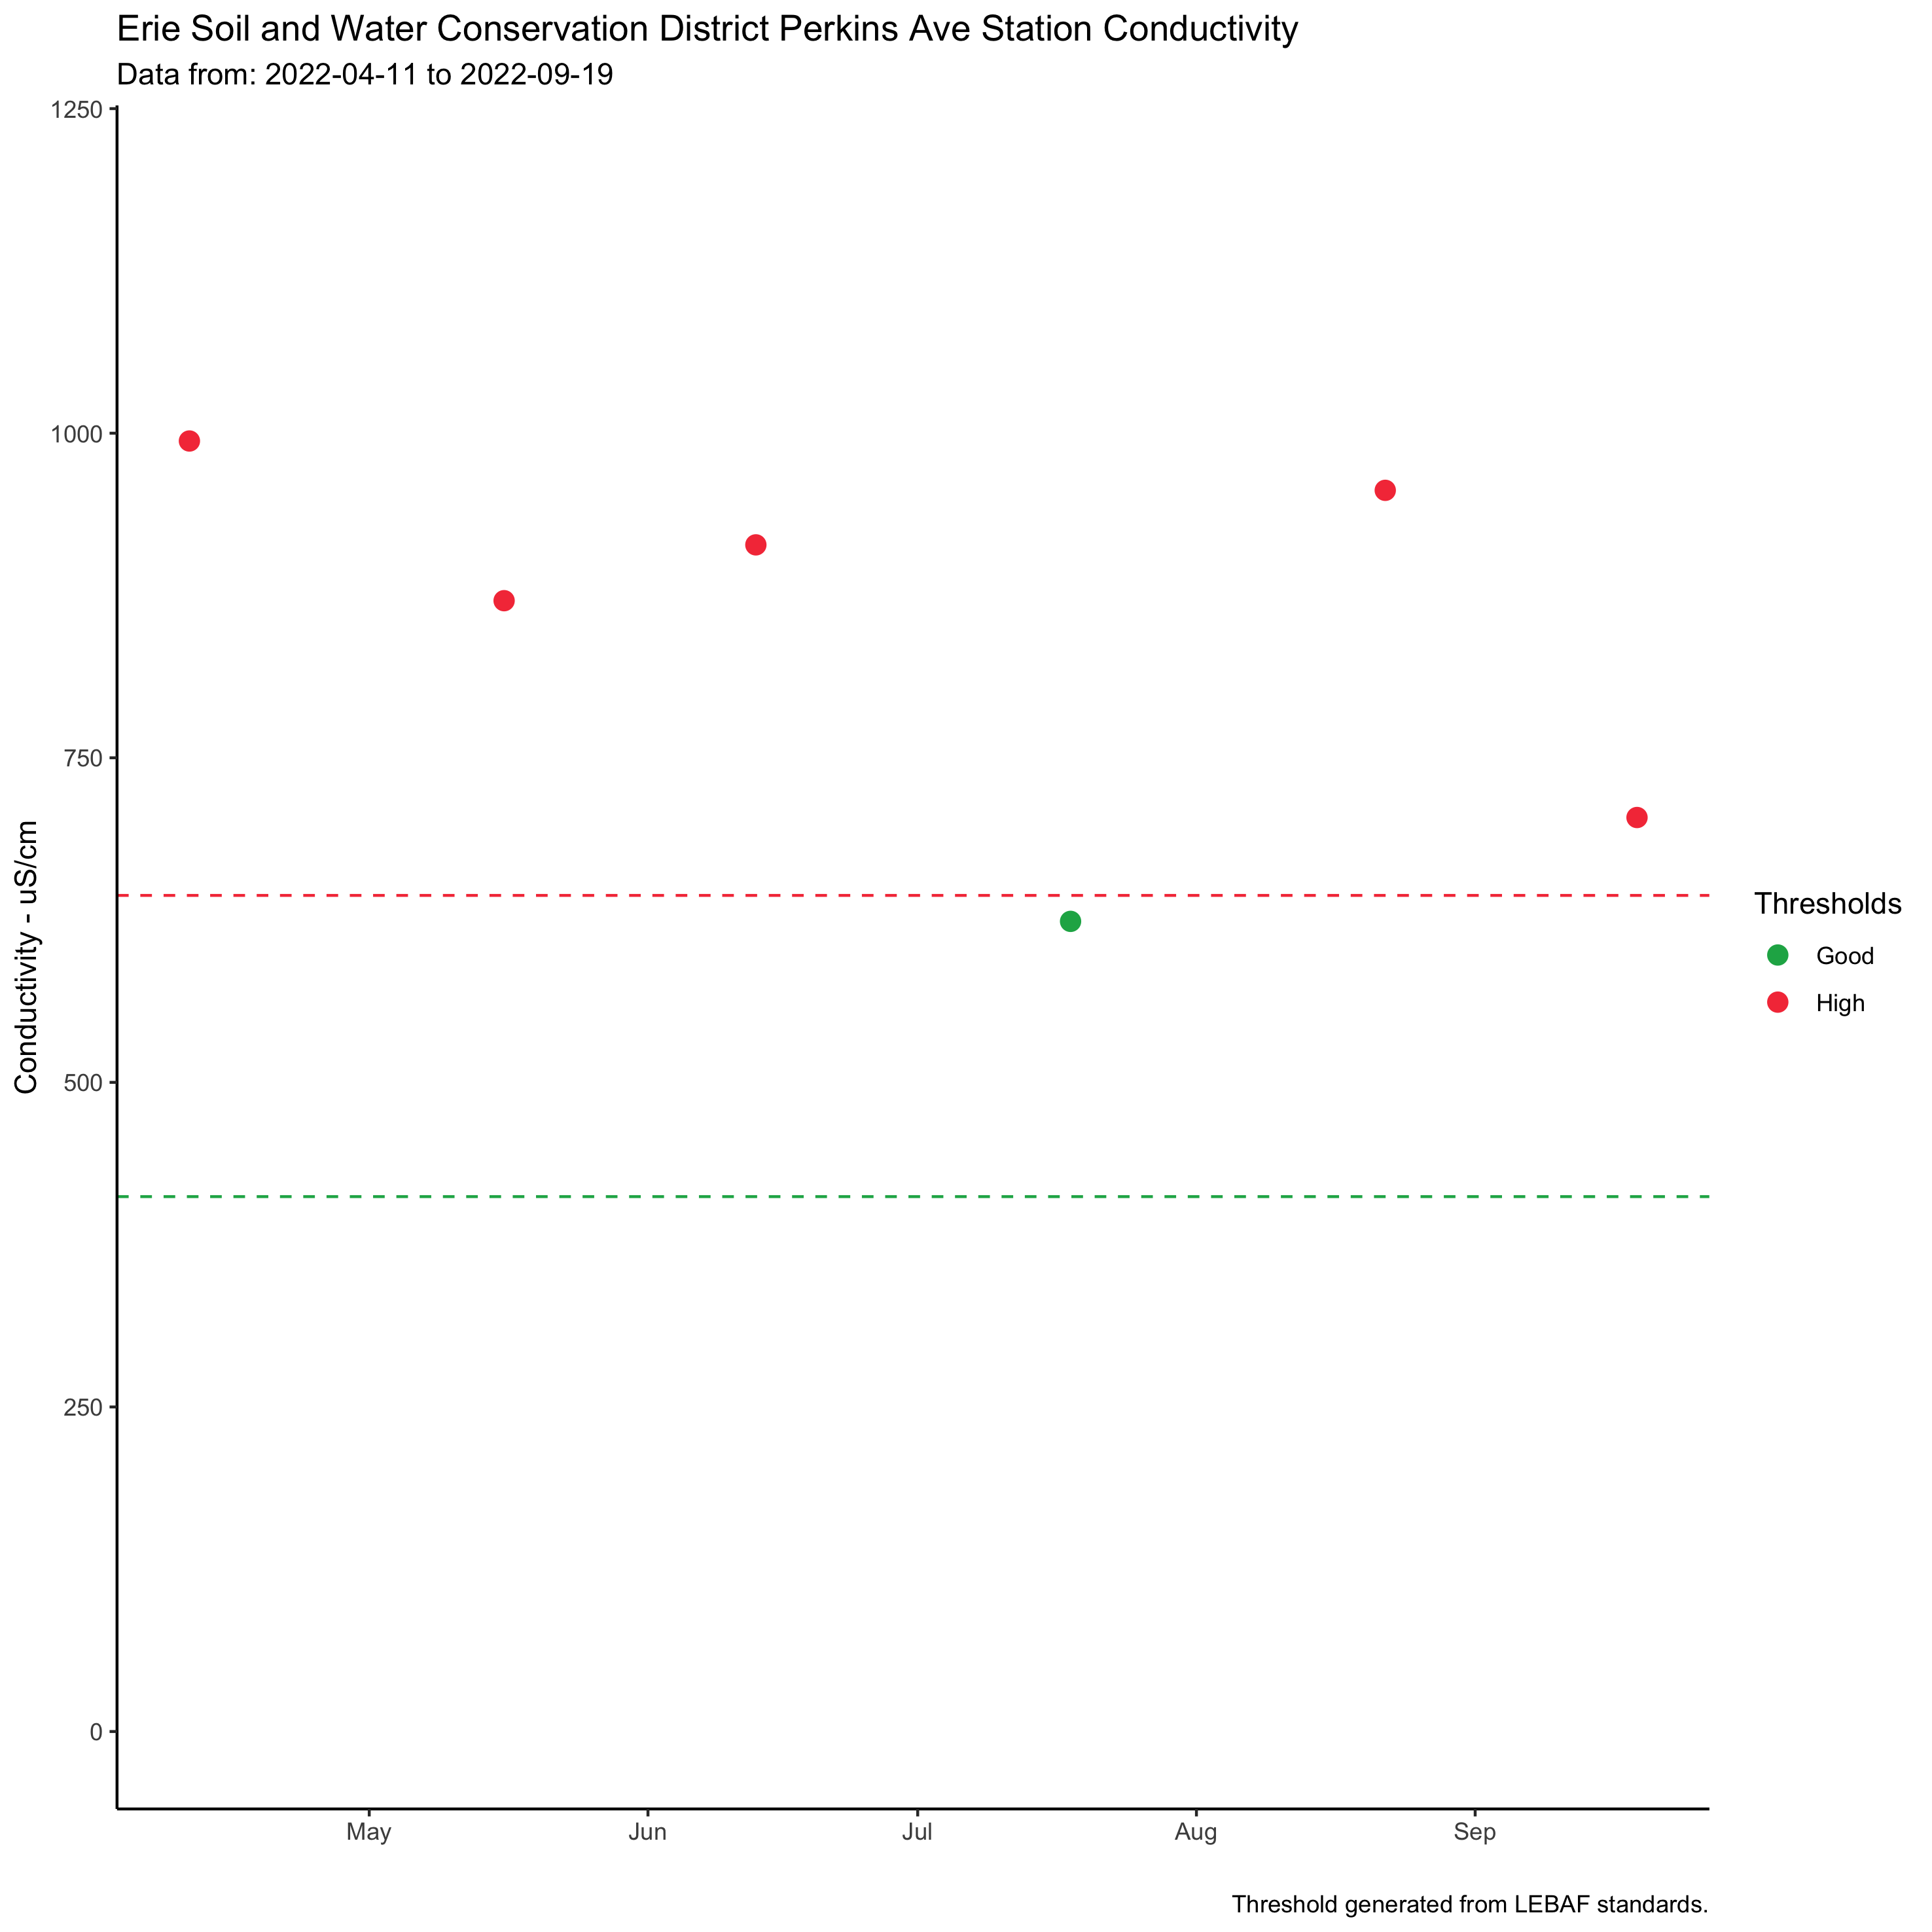 Erie Soil and Water Conservation District Perkins Ave Station Conductivity
Data from: 2022-04-11 to 2022-09-19
1250
1000
750
500
250
0
Conductivity - uS/cm
May
Jun
Jul
Aug
Sep
Thresholds
Good
High
Threshold generated from LEBAF standards.